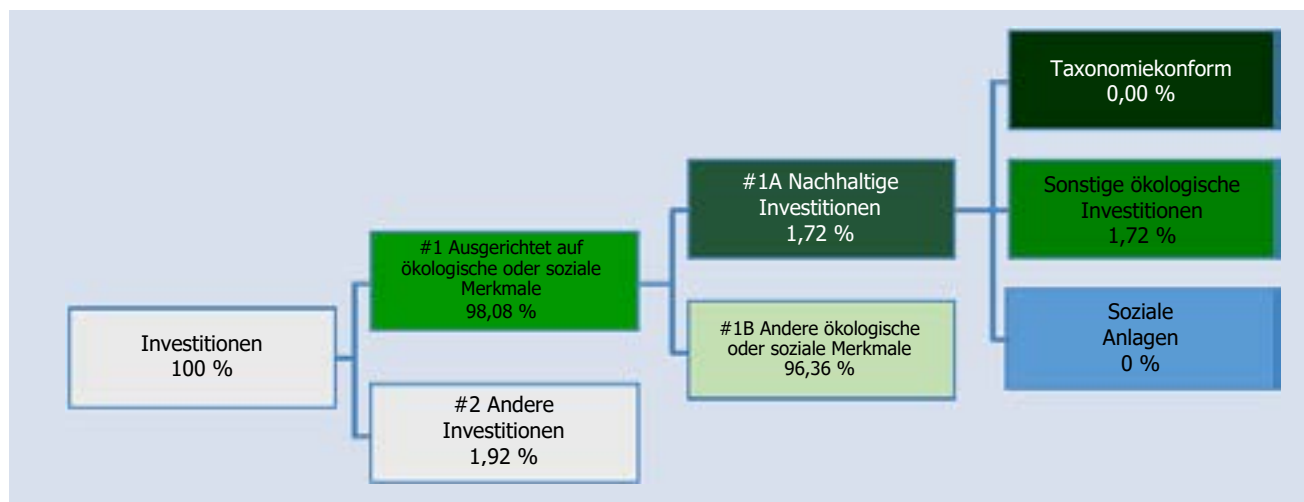 Investitionen
100 %
#1 Ausgerichtet auf
ökologische oder soziale
Merkmale
98,08 %
#2 Andere
Investitionen
1,92 %
#1A Nachhaltige
Investitionen
1,72 %
#1B Andere ökologische
oder soziale Merkmale
96,36 %
Taxonomiekonform
0,00 %
Sonstige ökologische
Investitionen
1,72 %
Soziale
Anlagen
0 %